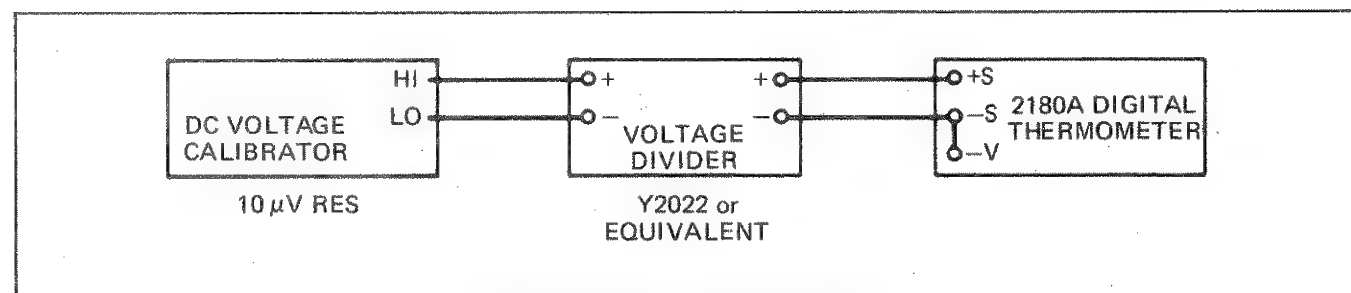 HI
LO
DC VOLTAGE
CALIBRATOR
10 μV RES
+ +
- -
VOLTAGE
DIVIDER
Y2022 or
EQUIVALENT
+S
-S
-V
2180A DIGITAL
THERMOMETER